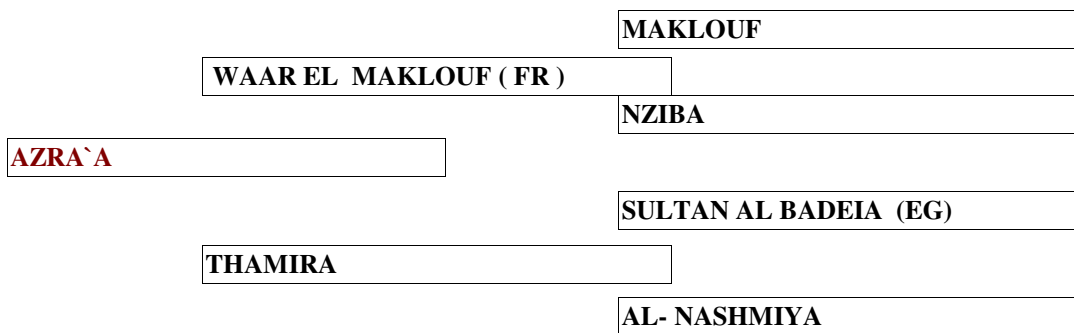 MAKLOUF
WAAR EL  MAKLOUF ( FR )
NZIBA
AZRA`A
SULTAN AL BADEIA  (EG)
THAMIRA
AL- NASHMIYA